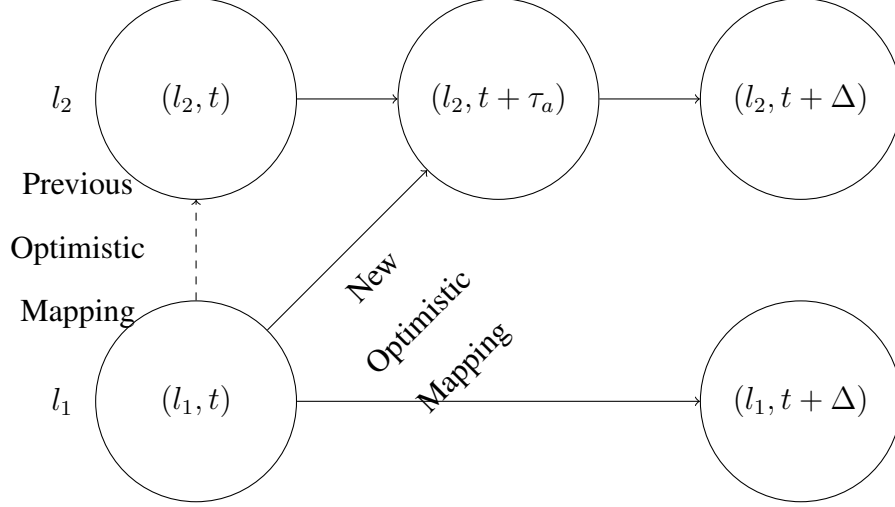 l₂
(l₂, t)
(l₂, t + τₐ)
(l₂, t + Δ)
Previous
Optimistic
Mapping
New
Optimistic
Mapping
l₁
(l₁, t)
(l₁, t + Δ)